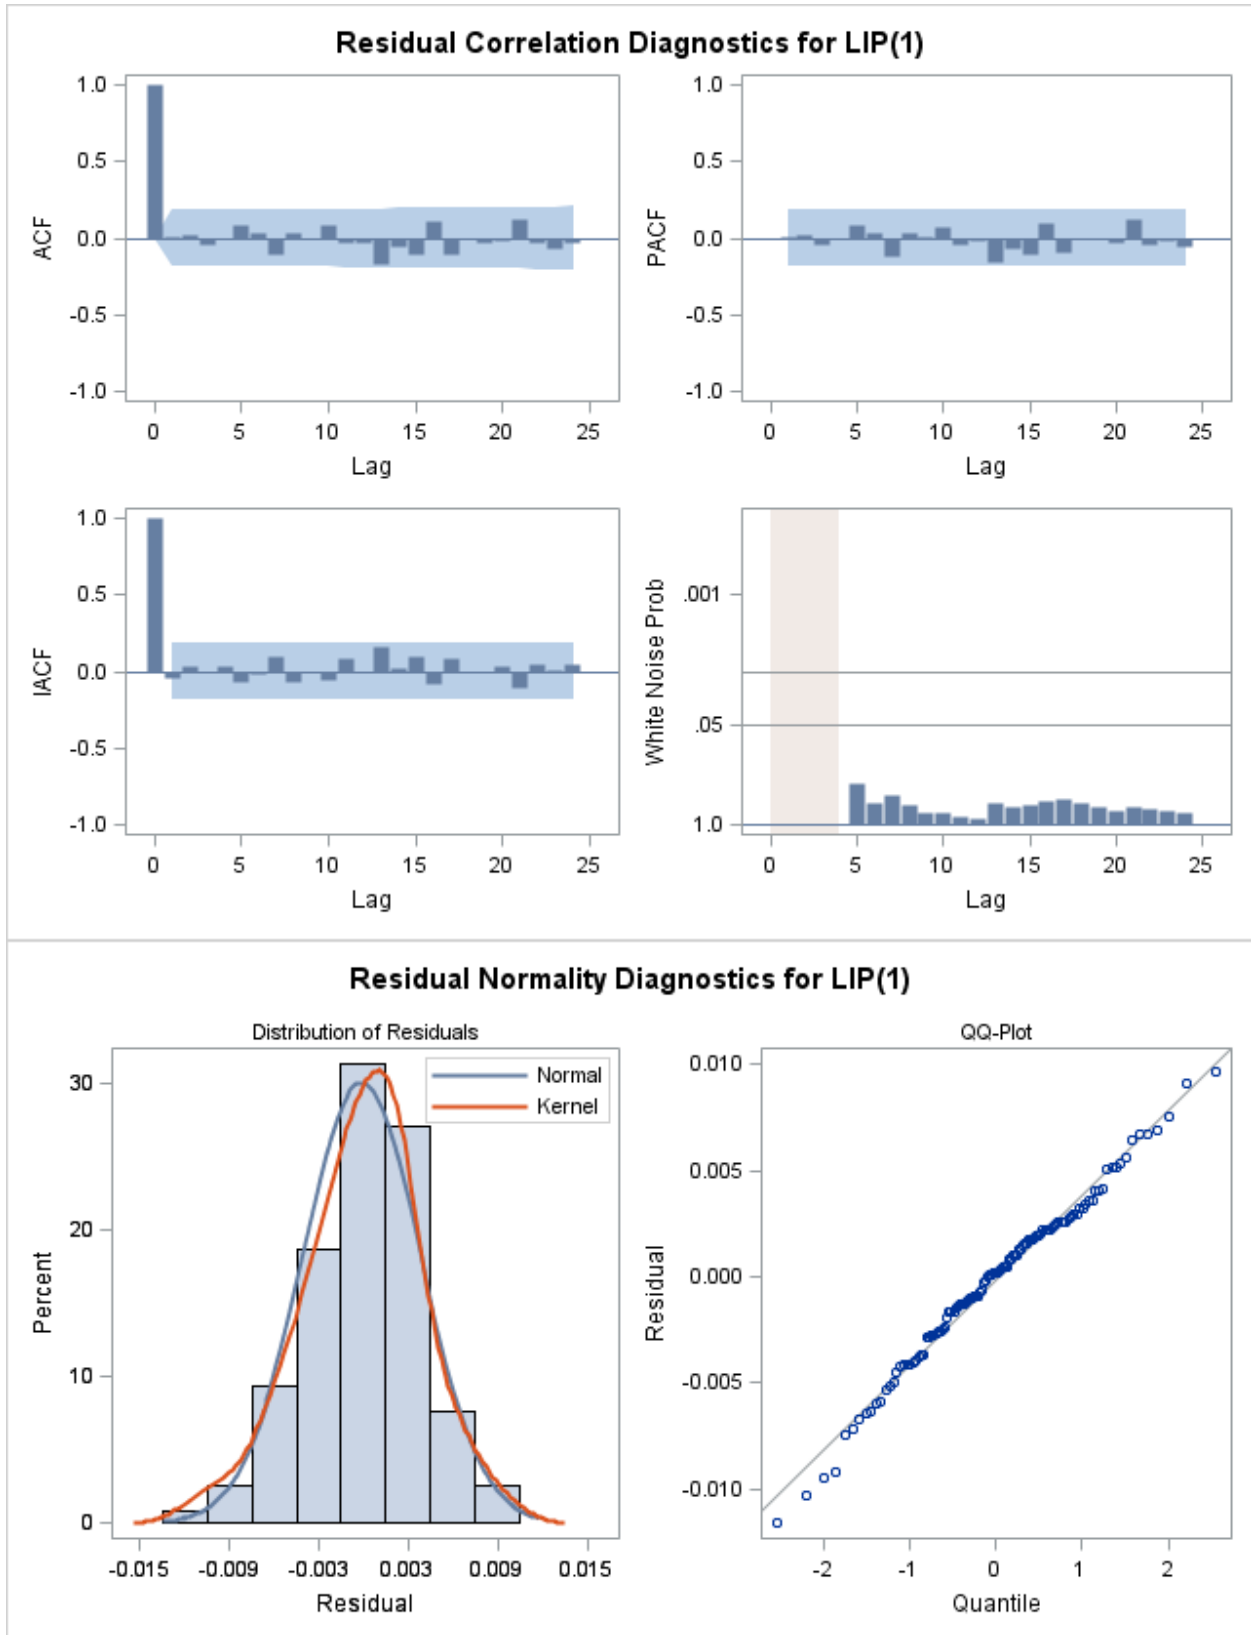 Residual Correlation Diagnostics for LIP(1)
1.0
0.5
0.0
-0.5
-1.0
ACF
0 5 10 15 20 25
Lag
1.0
0.5
0.0
-0.5
-1.0
PACF
0 5 10 15 20 25
Lag
1.0
0.5
0.0
-0.5
-1.0
IACF
0 5 10 15 20 25
Lag
.001
.05
1.0
White Noise Prob
0 5 10 15 20 25
Lag
Residual Normality Diagnostics for LIP(1)
Distribution of Residuals
Normal
Kernel
30
20
10
0
Percent
-0.015 -0.009 -0.003 0.003 0.009 0.015
Residual
QQ-Plot
0.010
0.005
0.000
-0.005
-0.010
Residual
-2 -1 0 1 2
Quantile